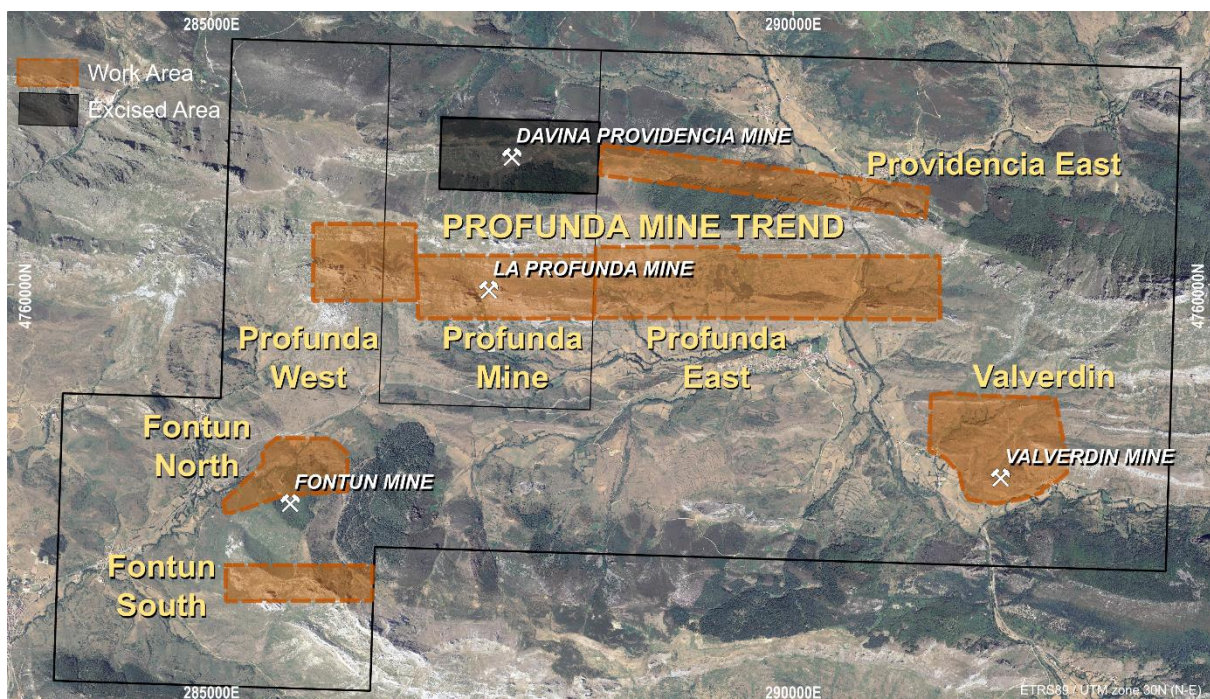 285000E
290000E
Work Area
Excised Area
DAVINA PROVIDENCIA MINE
Providencia East
PROFUNDA MINE TREND
LA PROFUNDA MINE
4760000N
4760000N
Profunda
West
Profunda
Mine
Profunda
East
Valverdin
Fontun
North
FONTUN MINE
VALVERDIN MINE
Fontun
South
285000E
290000E
ETRS89 / UTM zone 30N (N-E)